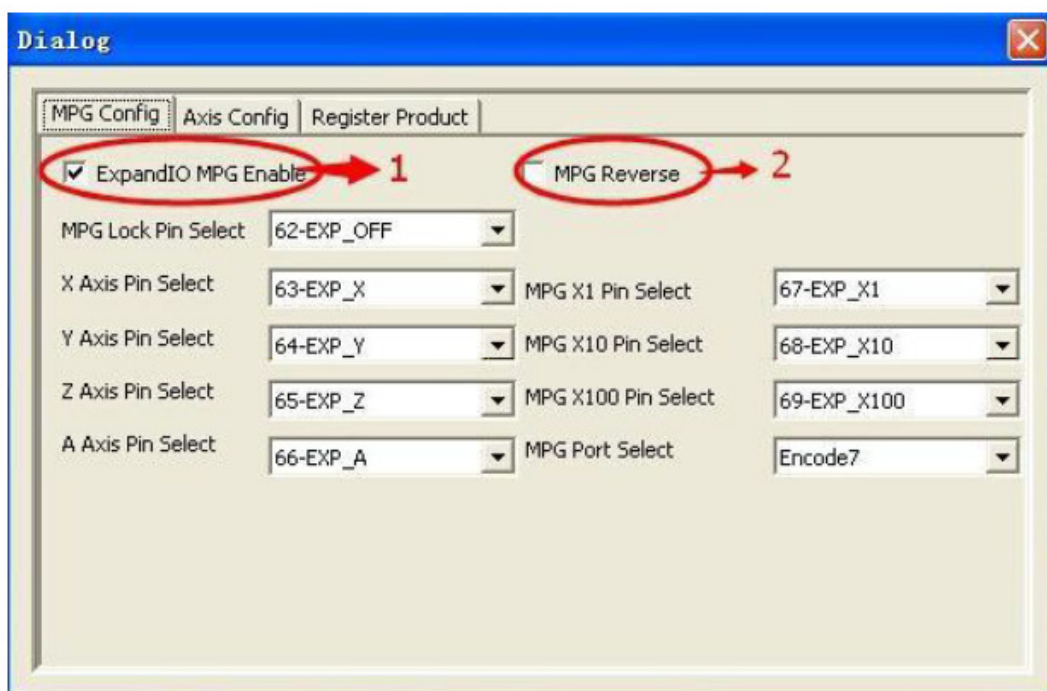 Dialog
MPG Config Axis Config Register Product
ExpandIO MPG Enable 1 MPG Reverse 2
MPG Lock Pin Select 62-EXP_OFF
X Axis Pin Select 63-EXP_X MPG X1 Pin Select 67-EXP_X1
Y Axis Pin Select 64-EXP_Y MPG X10 Pin Select 68-EXP_X10
Z Axis Pin Select 65-EXP_Z MPG X100 Pin Select 69-EXP_X100
A Axis Pin Select 66-EXP_A MPG Port Select Encode7